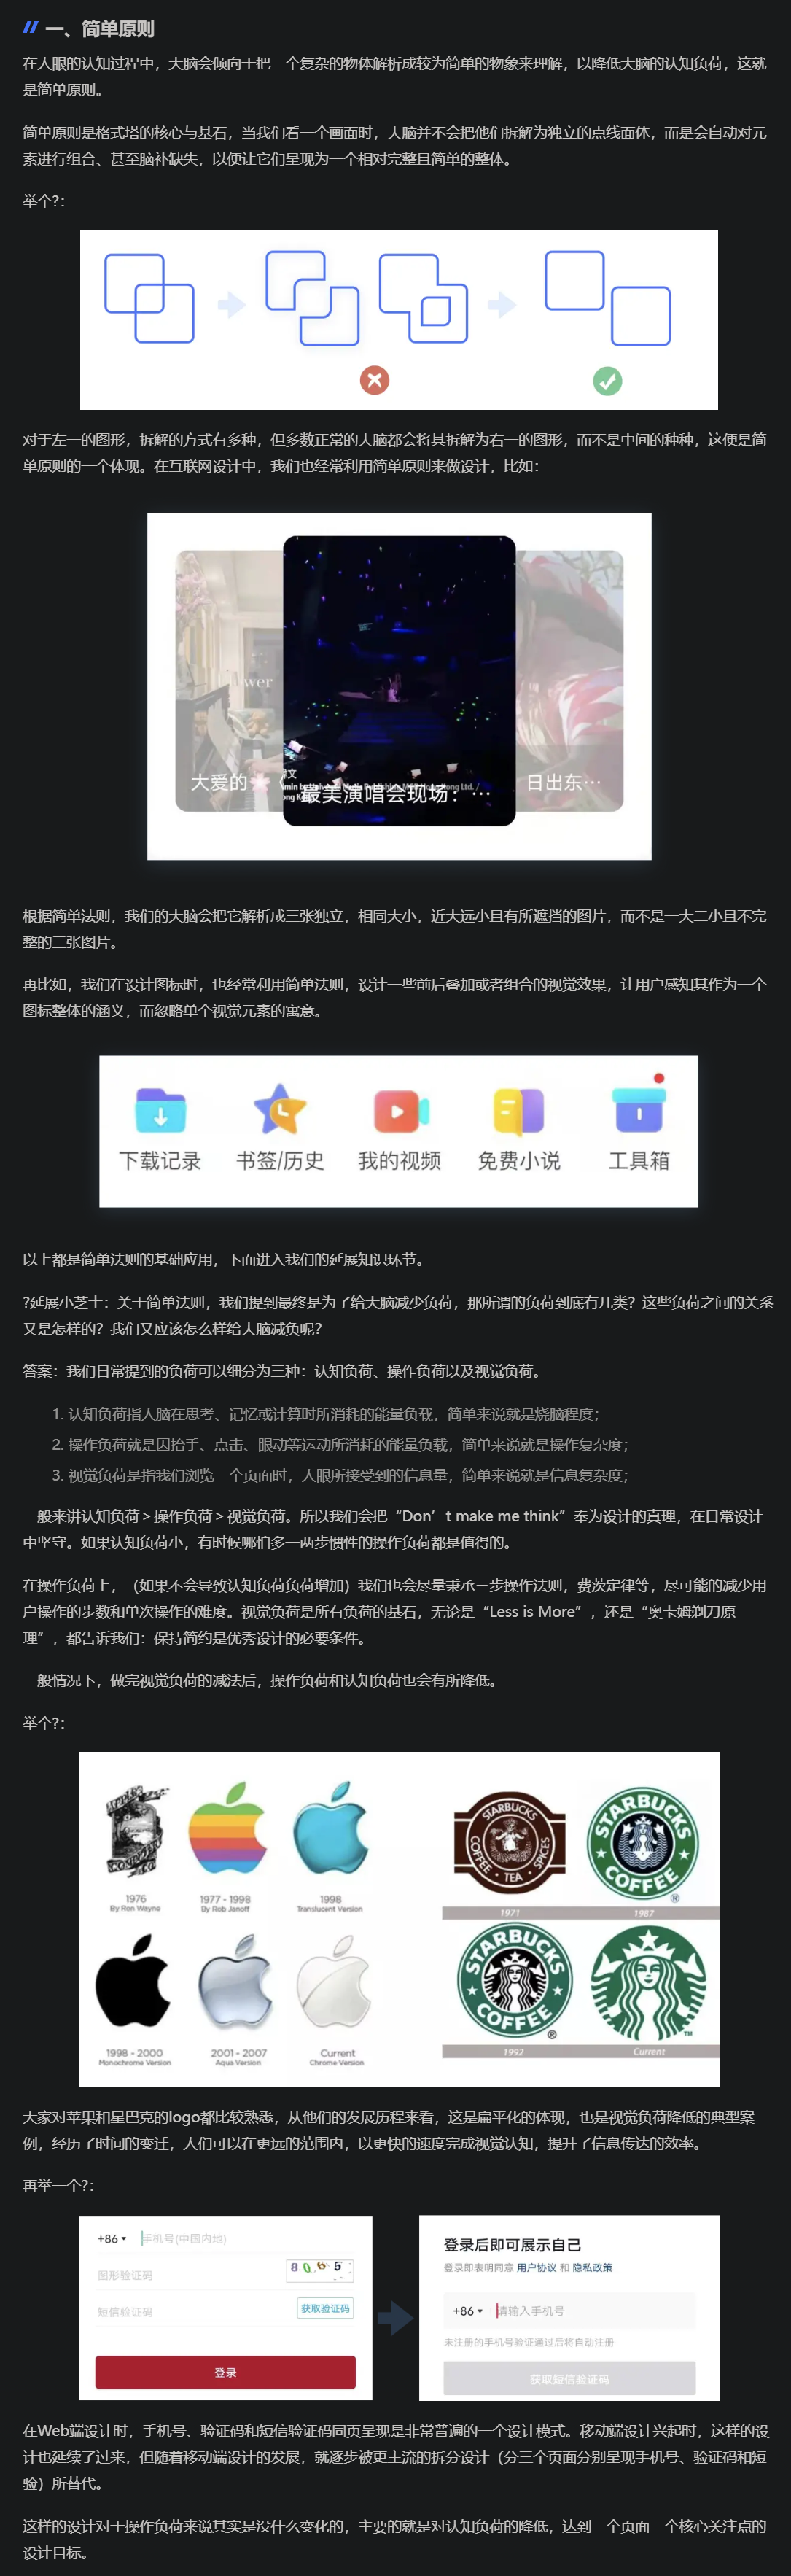 一、简单原则
在人眼的认知过程中，大脑会倾向于把一个复杂的物体解析成较为简单的物象来理解，以降低大脑的认知负荷，这就
是简单原则。
简单原则是格式塔的核心与基石，当我们看一个画面时，大脑并不会把他们拆解为独立的点线面体，而是会自动对元
素进行组合、甚至脑补缺失，以便让它们呈现为一个相对完整且简单的整体。
举个?：
对于左一的图形，拆解的方式有多种，但多数正常的大脑都会将其拆解为右一的图形，而不是中间的种种，这便是简
单原则的一个体现。在互联网设计中，我们也经常利用简单原则来做设计，比如：
大爱的
最美演唱会现场：…
日出东…
根据简单法则，我们的大脑会把它解析成三张独立，相同大小，近大远小且有所遮挡的图片，而不是一大二小且不完
整的三张图片。
再比如，我们在设计图标时，也经常利用简单法则，设计一些前后叠加或者组合的视觉效果，让用户感知其作为一个
图标整体的涵义，而忽略单个视觉元素的寓意。
下载记录 书签/历史 我的视频 免费小说 工具箱
以上都是简单法则的基础应用，下面进入我们的延展知识环节。
?延展小芝士：关于简单法则，我们提到最终是为了给大脑减少负荷，那所谓的负荷到底有几类？这些负荷之间的关系
又是怎样的？我们又应该怎么样给大脑减负呢？
答案：我们日常提到的负荷可以细分为三种：认知负荷、操作负荷以及视觉负荷。
1. 认知负荷指人脑在思考、记忆或计算时所消耗的能量负载，简单来说就是烧脑程度；
2. 操作负荷就是因抬手、点击、眼动等运动所消耗的能量负载，简单来说就是操作复杂度；
3. 视觉负荷是指我们浏览一个页面时，人眼所接受到的信息量，简单来说就是信息复杂度；
一般来讲认知负荷＞操作负荷＞视觉负荷。所以我们会把“Don’t make me think”奉为设计的真理，在日常设计
中坚守。如果认知负荷小，有时候哪怕多一两步惯性的操作负荷都是值得的。
在操作负荷上，（如果不会导致认知负荷负荷增加）我们也会尽量秉承三步操作法则，费茨定律等，尽可能的减少用
户操作的步数和单次操作的难度。视觉负荷是所有负荷的基石，无论是“Less is More”，还是“奥卡姆剃刀原
理”，都告诉我们：保持简约是优秀设计的必要条件。
一般情况下，做完视觉负荷的减法后，操作负荷和认知负荷也会有所降低。
举个?：
1976
By Ron Wayne
1977 - 1998
By Rob Janoff
1998
Translucent Version
1998 - 2000
Monochrome Version
2001 - 2007
Aqua Version
Current
Chrome Version
STARBUCKS
COFFEE · TEA · SPICES
1971
STARBUCKS
COFFEE
®
1987
STARBUCKS
COFFEE
®
1992
TM
Current
大家对苹果和星巴克的logo都比较熟悉，从他们的发展历程来看，这是扁平化的体现，也是视觉负荷降低的典型案
例，经历了时间的变迁，人们可以在更远的范围内，以更快的速度完成视觉认知，提升了信息传达的效率。
再举一个?：
+86 手机号(中国内地)
图形验证码 8065
短信验证码 获取验证码
登录
登录后即可展示自己
登录即表明同意 用户协议 和 隐私政策
+86 请输入手机号
未注册的手机号验证通过后将自动注册
获取短信验证码
在Web端设计时，手机号、验证码和短信验证码同页呈现是非常普遍的一个设计模式。移动端设计兴起时，这样的设
计也延续了过来，但随着移动端设计的发展，就逐步被更主流的拆分设计（分三个页面分别呈现手机号、验证码和短
验）所替代。
这样的设计对于操作负荷来说其实是没什么变化的，主要的就是对认知负荷的降低，达到一个页面一个核心关注点的
设计目标。